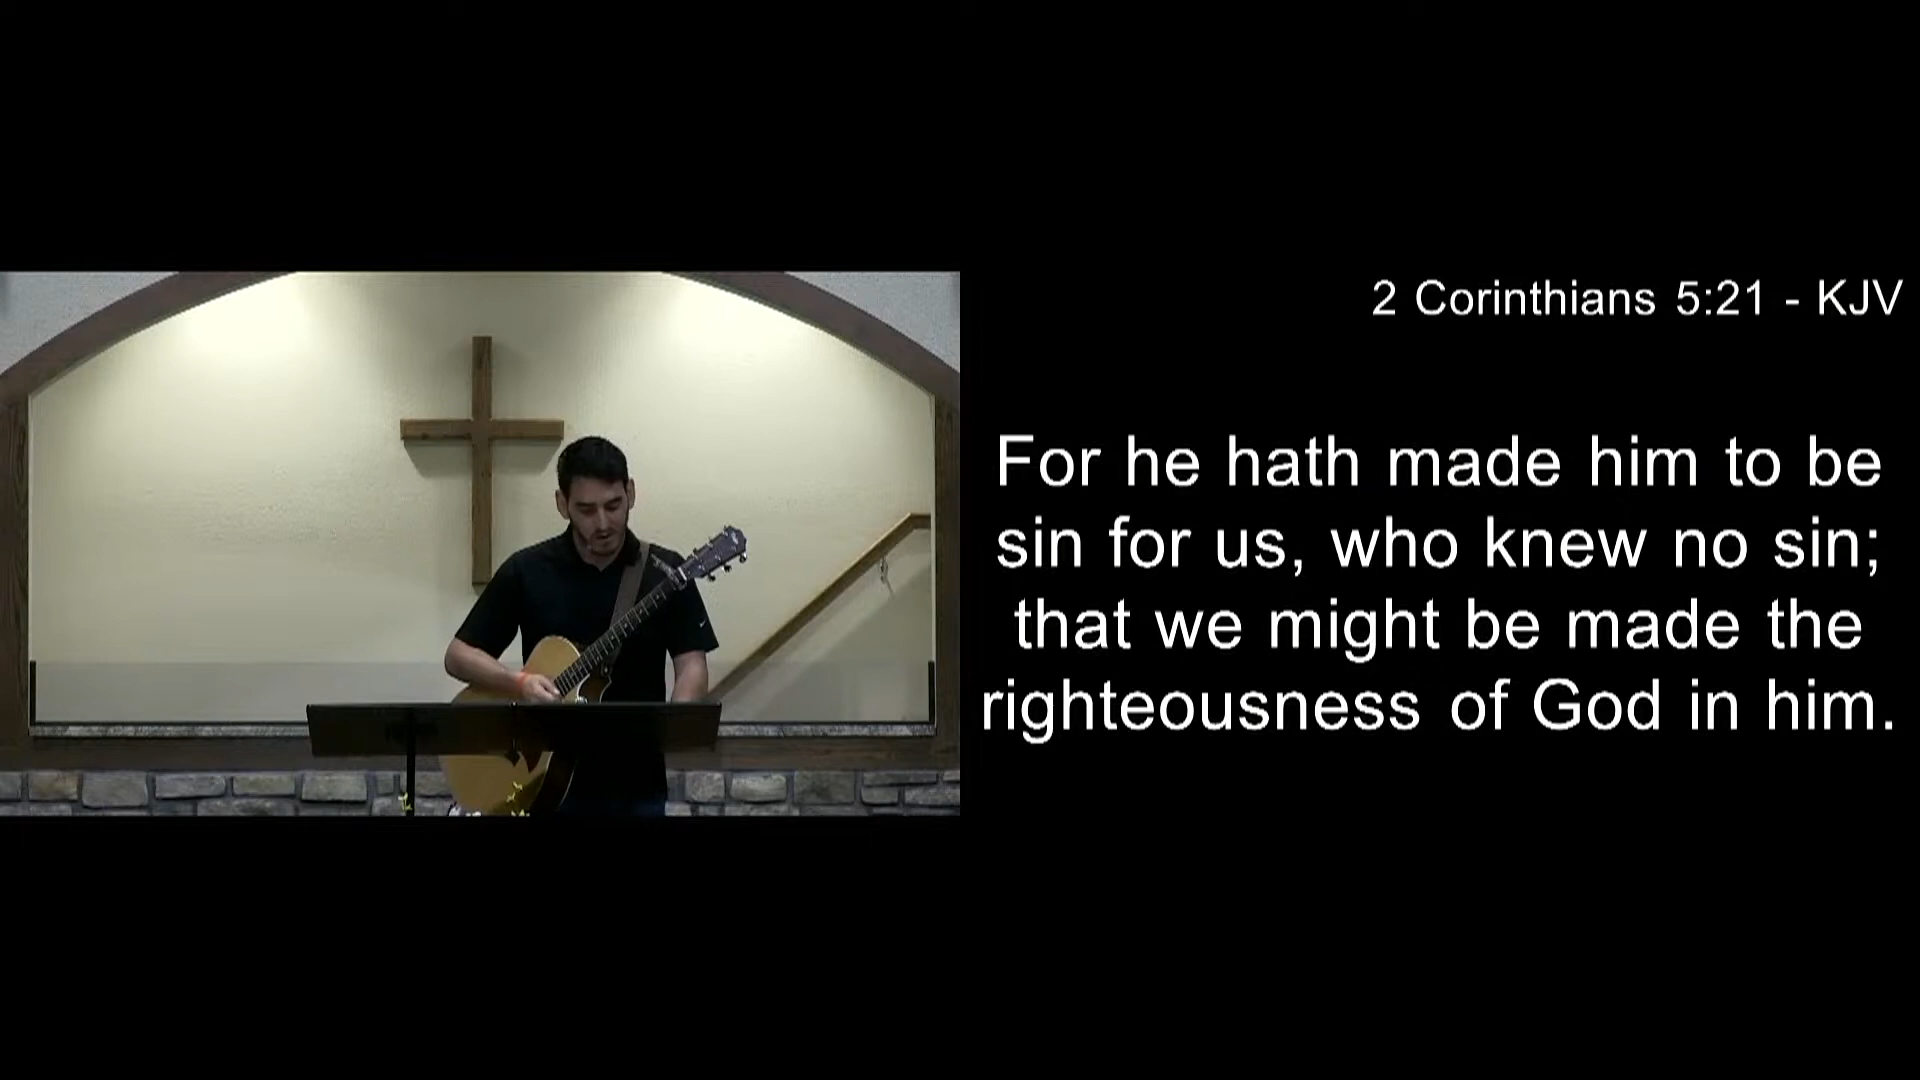 2 Corinthians 5:21 - KJV
For he hath made him to be
sin for us, who knew no sin;
that we might be made the
righteousness of God in him.